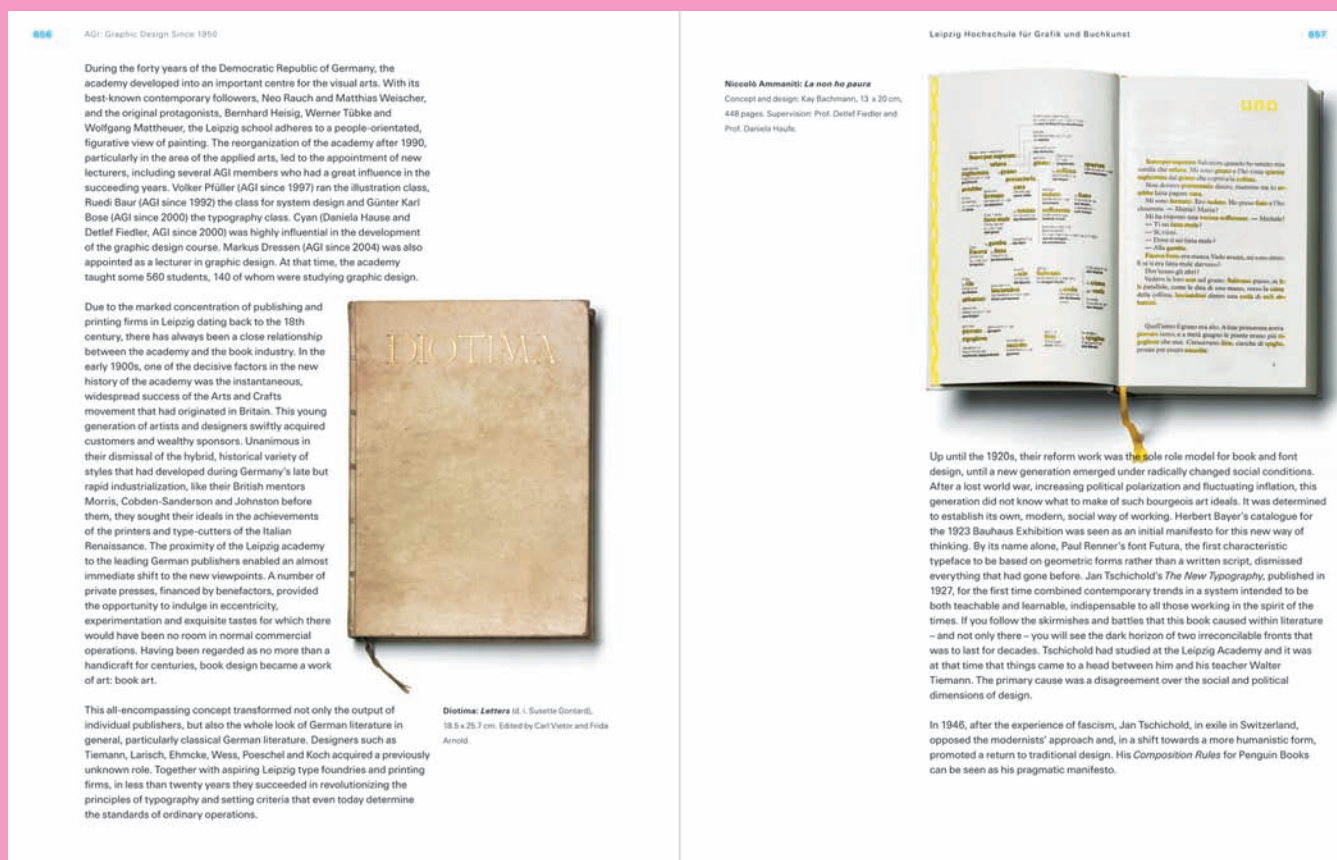 656
AGI: Graphic Design Since 1950
During the forty years of the Democratic Republic of Germany, the
academy developed into an important centre for the visual arts. With its
best-known contemporary followers, Neo Rauch and Matthias Weischer,
and the original protagonists, Bernhard Heisig, Werner Tübke and
Wolfgang Mattheuer, the Leipzig school adheres to a people-orientated,
figurative view of painting. The reorganization of the academy after 1990,
particularly in the area of the applied arts, led to the appointment of new
lecturers, including several AGI members who had a great influence in the
succeeding years. Volker Pfüller (AGI since 1997) ran the illustration class,
Ruedi Baur (AGI since 1992) the class for system design and Günter Karl
Bose (AGI since 2000) the typography class. Cyan (Daniela Hause and
Detlef Fiedler, AGI since 2000) was highly influential in the development
of the graphic design course. Markus Dressen (AGI since 2004) was also
appointed as a lecturer in graphic design. At that time, the academy
taught some 560 students, 140 of whom were studying graphic design.
Due to the marked concentration of publishing and
printing firms in Leipzig dating back to the 18th
century, there has always been a close relationship
between the academy and the book industry. In the
early 1900s, one of the decisive factors in the new
history of the academy was the instantaneous,
widespread success of the Arts and Crafts
movement that had originated in Britain. This young
generation of artists and designers swiftly acquired
customers and wealthy sponsors. Unanimous in
their dismissal of the hybrid, historical variety of
styles that had developed during Germany's late but
rapid industrialization, like their British mentors
Morris, Cobden-Sanderson and Johnston before
them, they sought their ideals in the achievements
of the printers and type-cutters of the Italian
Renaissance. The proximity of the Leipzig academy
to the leading German publishers enabled an almost
immediate shift to the new viewpoints. A number of
private presses, financed by benefactors, provided
the opportunity to indulge in eccentricity,
experimentation and exquisite tastes for which there
would have been no room in normal commercial
operations. Having been regarded as no more than a
handicraft for centuries, book design became a work
of art: book art.
DIOTIMA
This all-encompassing concept transformed not only the output of
individual publishers, but also the whole look of German literature in
general, particularly classical German literature. Designers such as
Tiemann, Larisch, Ehmcke, Wess, Poeschel and Koch acquired a previously
unknown role. Together with aspiring Leipzig type foundries and printing
firms, in less than twenty years they succeeded in revolutionizing the
principles of typography and setting criteria that even today determine
the standards of ordinary operations.
Diotima: Letters (d. i. Susette Gontard),
18.5 x 25.7 cm. Edited by Carl Vietor and Frida
Arnold
Leipzig Hochschule für Grafik und Buchkunst
657
Niccolò Ammaniti: La non ho paura
Concept and design: Kay Bachmann, 13 x 20 cm,
448 pages. Supervision: Prof. Detlef Fiedler and
Prof. Daniela Haufe.
uno
Up until the 1920s, their reform work was the sole role model for book and font
design, until a new generation emerged under radically changed social conditions.
After a lost world war, increasing political polarization and fluctuating inflation, this
generation did not know what to make of such bourgeois art ideals. It was determined
to establish its own, modern, social way of working. Herbert Bayer's catalogue for
the 1923 Bauhaus Exhibition was seen as an initial manifesto for this new way of
thinking. By its name alone, Paul Renner's font Futura, the first characteristic
typeface to be based on geometric forms rather than a written script, dismissed
everything that had gone before. Jan Tschichold's The New Typography, published in
1927, for the first time combined contemporary trends in a system intended to be
both teachable and learnable, indispensable to all those working in the spirit of the
times. If you follow the skirmishes and battles that this book caused within literature
– and not only there – you will see the dark horizon of two irreconcilable fronts that
was to last for decades. Tschichold had studied at the Leipzig Academy and it was
at that time that things came to a head between him and his teacher Walter
Tiemann. The primary cause was a disagreement over the social and political
dimensions of design.
In 1946, after the experience of fascism, Jan Tschichold, in exile in Switzerland,
opposed the modernists' approach and, in a shift towards a more humanistic form,
promoted a return to traditional design. His Composition Rules for Penguin Books
can be seen as his pragmatic manifesto.